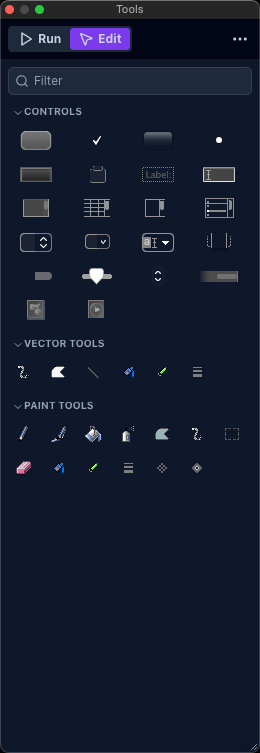 Tools
Run Edit
Filter
CONTROLS
Label:
a
VECTOR TOOLS
PAINT TOOLS